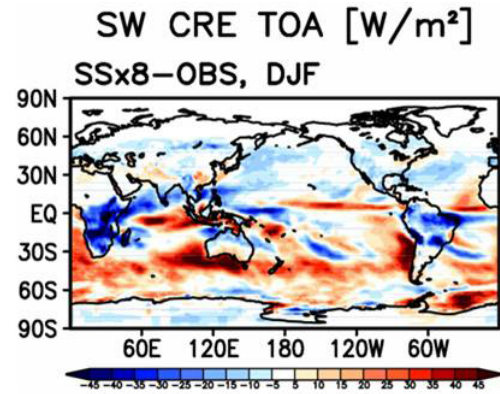 SW CRE TOA [W/m²]
SSx8-OBS, DJF
90N
60N
30N
EQ
30S
60S
90S
60E 120E 180 120W 60W
-45 -40 -35 -30 -25 -20 -15 -10 -5 5 10 15 20 25 30 35 40 45